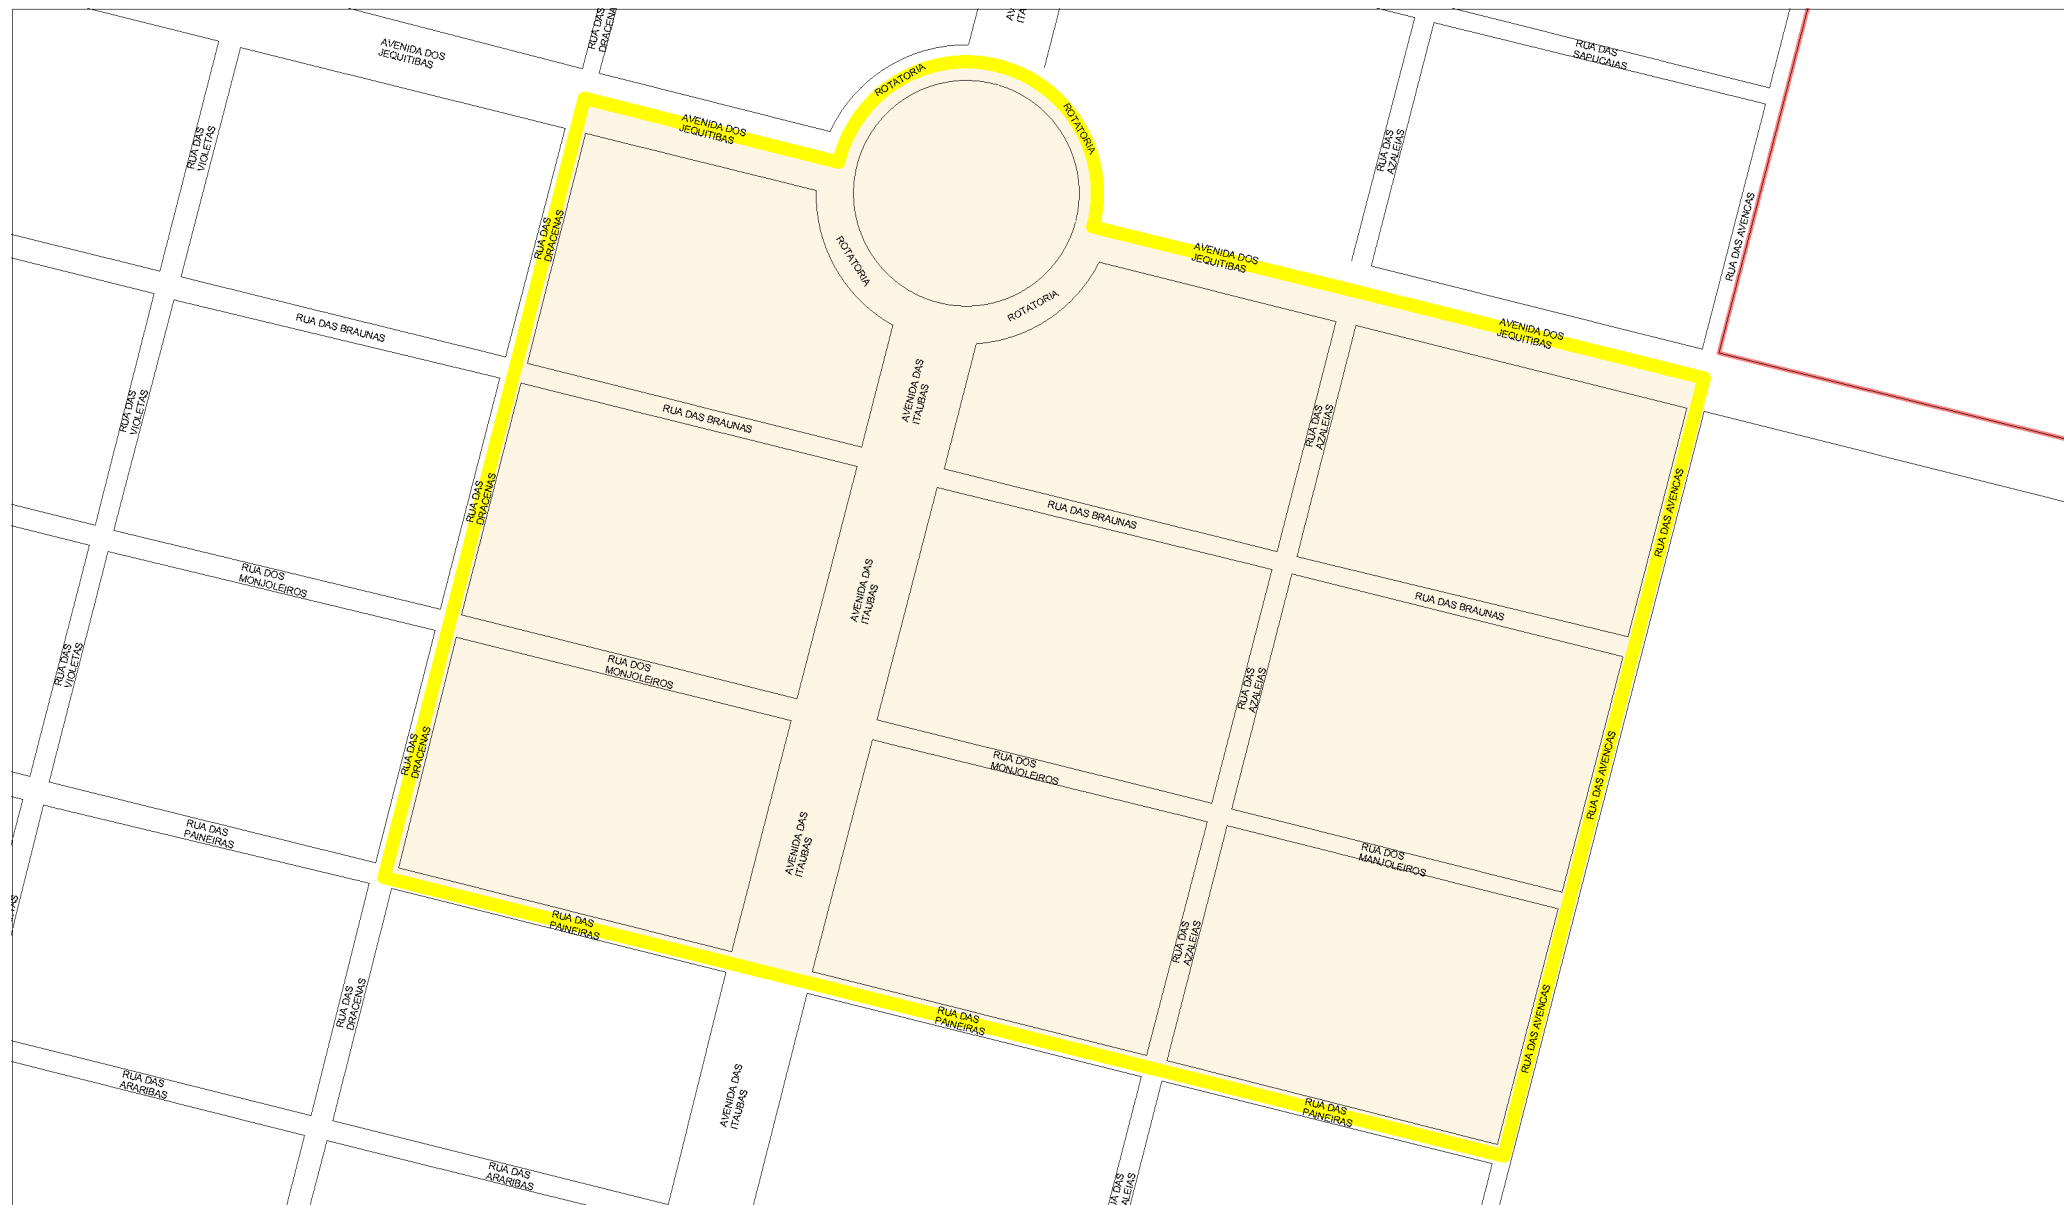 RUA DAS
DRACENA
AVENIDA DOS
JEQUITIBAS
RUA DAS
SAPUCAIAS
ROTATORIA
ROTATORIA
AVENIDA DOS
JEQUITIBAS
RUA DAS
VIOLETAS
RUA DAS
AZALEIAS
RUA DAS
DRACENAS
RUA DAS AVENCAS
ROTATORIA
AVENIDA DOS
JEQUITIBAS
ROTATORIA
RUA DAS BRAUNAS
AVENIDA DOS
JEQUITIBAS
RUA DAS
VIOLETAS
RUA DAS BRAUNAS
AVENIDA DAS
ITAUBAS
RUA DAS
AZALEIAS
RUA DAS
DRACENAS
RUA DAS BRAUNAS
RUA DAS AVENCAS
RUA DOS
MONJOLEIROS
AVENIDA DAS
ITAUBAS
RUA DAS BRAUNAS
RUA DAS
VIOLETAS
RUA DOS
MONJOLEIROS
RUA DAS
AZALEIAS
RUA DAS
DRACENAS
RUA DOS
MONJOLEIROS
RUA DAS AVENCAS
RUA DAS
PAINEIRAS
AVENIDA DAS
ITAUBAS
RUA DOS
MANJOLEIROS
RUA DAS
PAINEIRAS
RUA DAS
AZALEIAS
RUA DAS
DRACENAS
RUA DAS
PAINEIRAS
RUA DAS AVENCAS
RUA DAS
ARARIBAS
AVENIDA DAS
ITAUBAS
RUA DAS
PAINEIRAS
RUA DAS
ARARIBAS